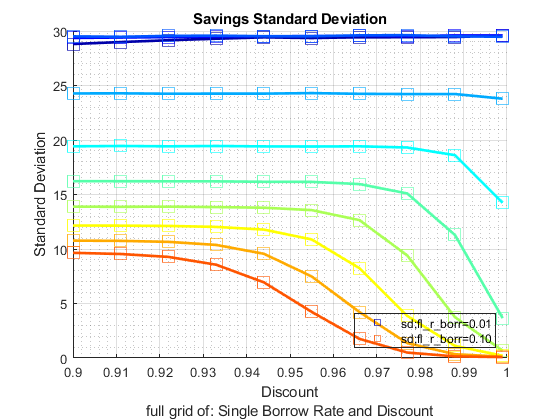 Savings Standard Deviation
30
25
20
15
10
5
0
Standard Deviation
sd;fl_r_borr=0.01
sd;fl_r_borr=0.10
0.9 0.91 0.92 0.93 0.94 0.95 0.96 0.97 0.98 0.99 1
Discount
full grid of: Single Borrow Rate and Discount